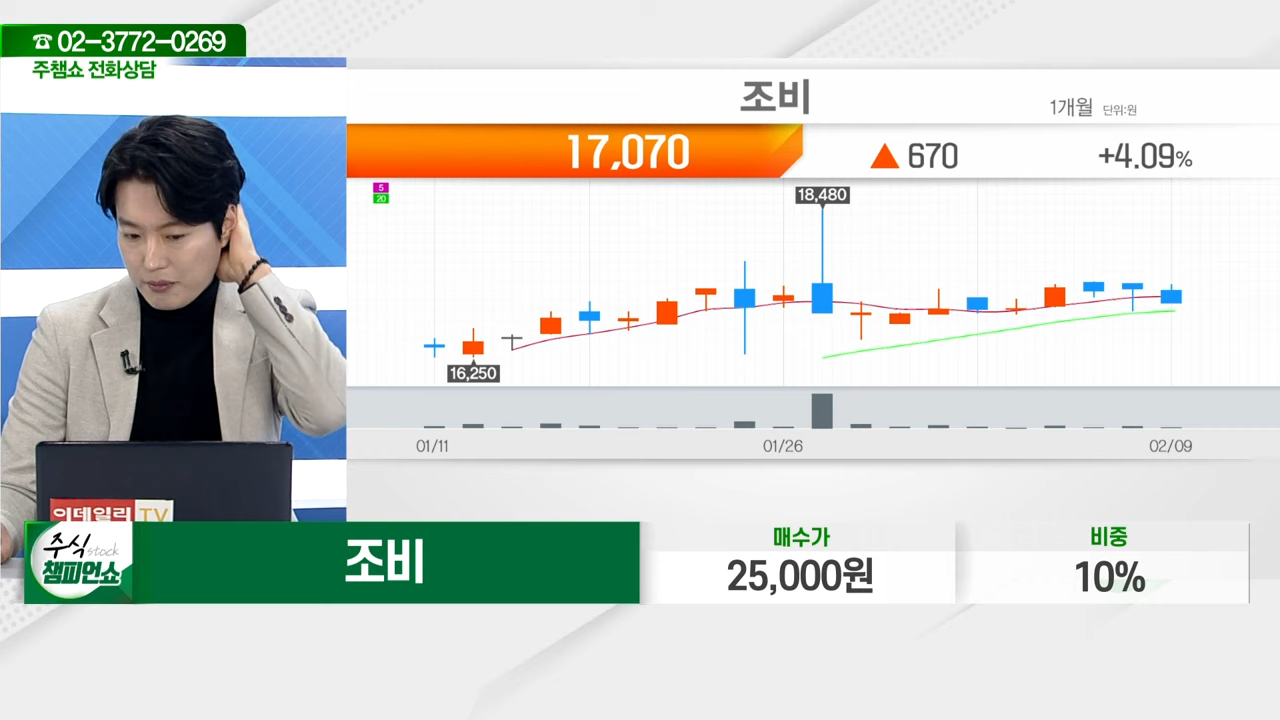 ☎ 02-3772-0269
주챔쇼 전화상담
조비
1개월 단위:원
17,070
▲ 670
+4.09%
5
20
18,480
16,250
01/11
01/26
02/09
이데일리 TV
주식 stock
챔피언쇼
조비
매수가
25,000원
비중
10%